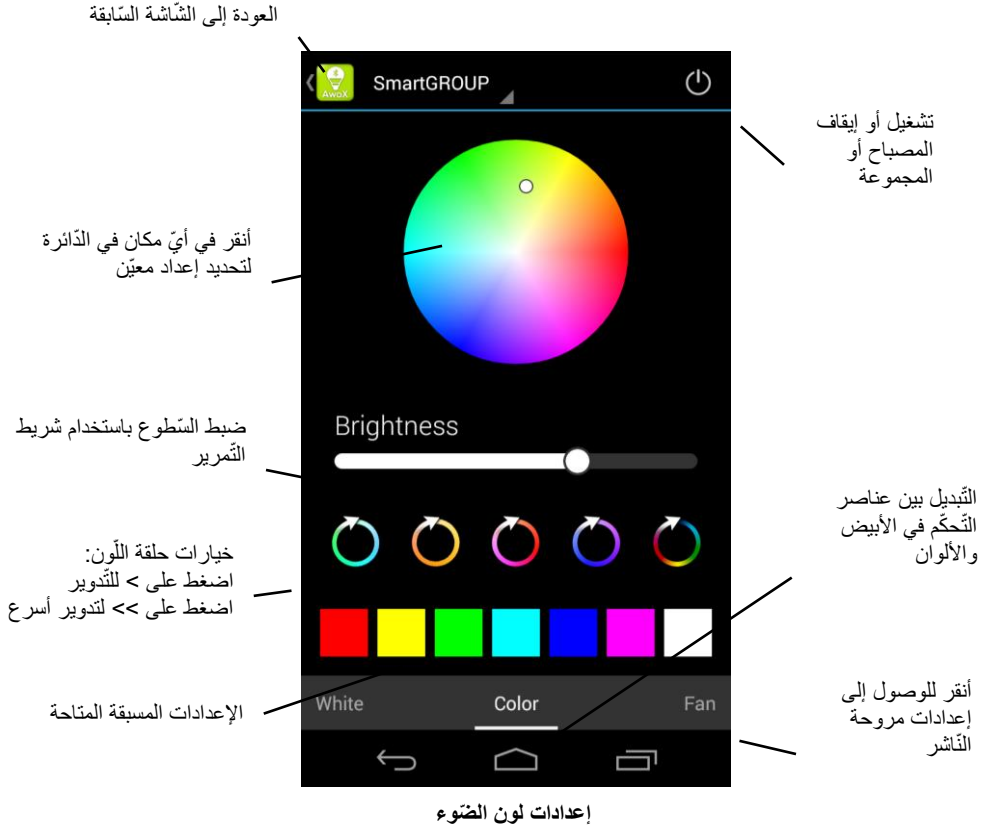 العودة إلى الشّاشة السّابقة
AwoX
SmartGROUP
تشغيل أو إيقاف
المصباح أو
المجموعة
أنقر في أيّ مكان في الدّائرة
لتحديد إعداد معيّن
Brightness
ضبط السّطوع باستخدام شريط
التّمرير
التّبديل بين عناصر
التّحكّم في الأبيض
والألوان
خيارات حلقة اللّون:
اضغط على > للتّدوير
اضغط على >> لتدوير أسرع
الإعدادات المسبقة المتاحة
White
Color
Fan
أنقر للوصول إلى
إعدادات مروحة
النّاشر
إعدادات لون الضّوء